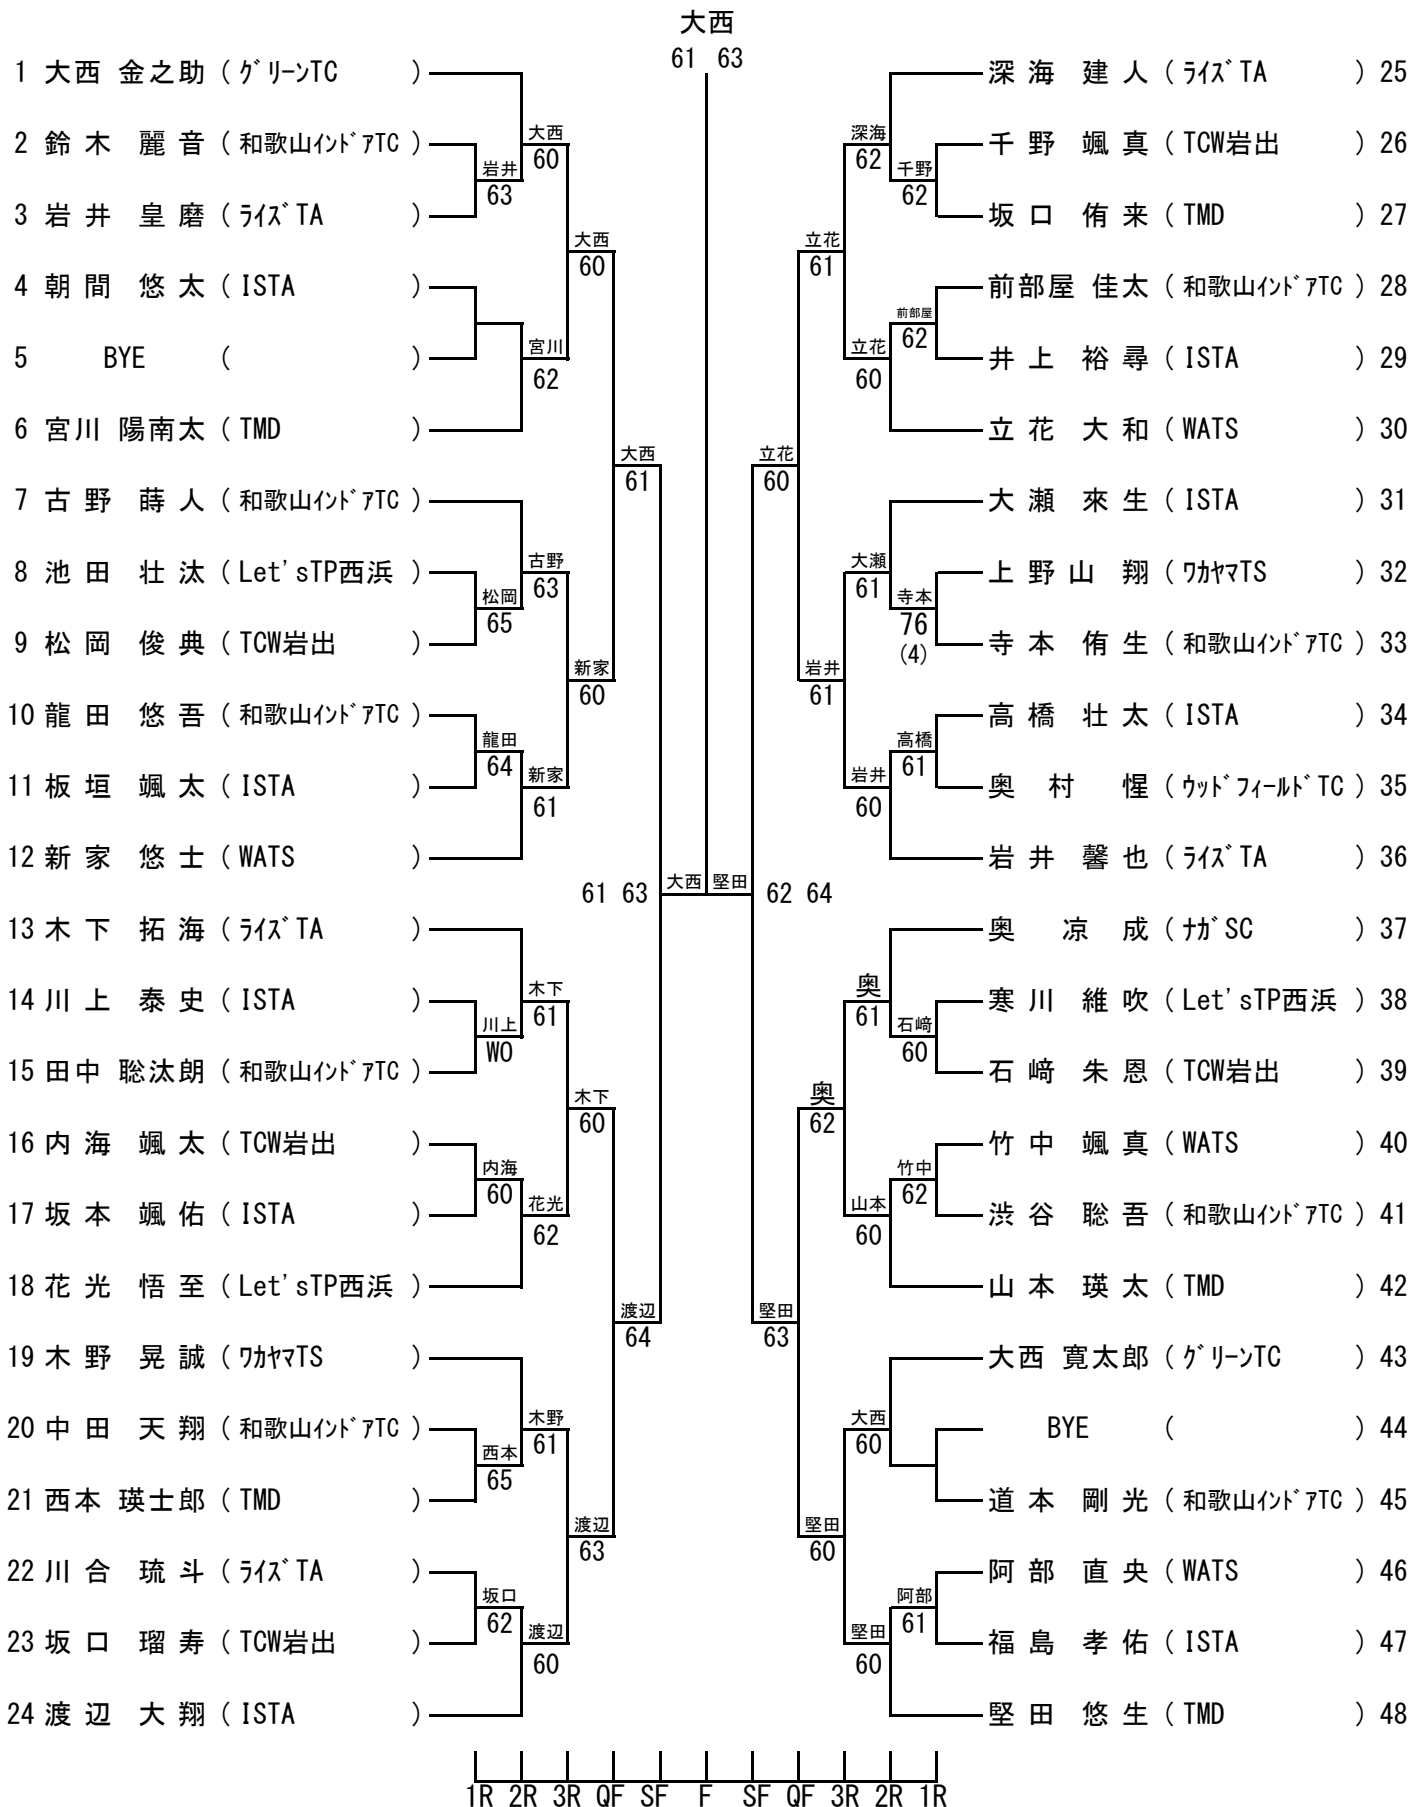 大西
61 63
1 大西 金之助 ( グリーンTC )
2 鈴木 麗音 ( 和歌山インドアTC )
3 岩井 皇磨 ( ライズTA )
4 朝間 悠太 ( ISTA )
5 BYE ( )
6 宮川 陽南太 ( TMD )
7 古野 蒔人 ( 和歌山インドアTC )
8 池田 壮汰 ( Let'sTP西浜 )
9 松岡 俊典 ( TCW岩出 )
10 龍田 悠吾 ( 和歌山インドアTC )
11 板垣 颯太 ( ISTA )
12 新家 悠士 ( WATS )
13 木下 拓海 ( ライズTA )
14 川上 泰史 ( ISTA )
15 田中 聡汰朗 ( 和歌山インドアTC )
16 内海 颯太 ( TCW岩出 )
17 坂本 颯佑 ( ISTA )
18 花光 悟至 ( Let'sTP西浜 )
19 木野 晃誠 ( ワカヤマTS )
20 中田 天翔 ( 和歌山インドアTC )
21 西本 瑛士郎 ( TMD )
22 川合 琉斗 ( ライズTA )
23 坂口 瑠寿 ( TCW岩出 )
24 渡辺 大翔 ( ISTA )
岩井
63
松岡
65
龍田
64
川上
WO
内海
60
西本
65
坂口
62
大西
60
宮川
62
古野
63
新家
61
木下
61
花光
62
木野
61
渡辺
60
大西
60
新家
60
木下
60
渡辺
63
大西
61
渡辺
64
61 63
大西
堅田
62 64
立花
60
堅田
63
立花
61
岩井
61
奥
62
堅田
60
深海
62
立花
60
大瀬
61
岩井
60
奥
61
山本
60
大西
60
堅田
60
千野
62
前部屋
62
寺本
76
(4)
高橋
61
石﨑
60
竹中
62
阿部
61
深海 建人 ( ライズTA ) 25
千野 颯真 ( TCW岩出 ) 26
坂口 侑来 ( TMD ) 27
前部屋 佳太 ( 和歌山インドアTC ) 28
井上 裕尋 ( ISTA ) 29
立花 大和 ( WATS ) 30
大瀬 來生 ( ISTA ) 31
上野山 翔 ( ワカヤマTS ) 32
寺本 侑生 ( 和歌山インドアTC ) 33
高橋 壮太 ( ISTA ) 34
奥村 惺 ( ウッドフィールドTC ) 35
岩井 馨也 ( ライズTA ) 36
奥 凉成 ( ナガSC ) 37
寒川 維吹 ( Let'sTP西浜 ) 38
石﨑 朱恩 ( TCW岩出 ) 39
竹中 颯真 ( WATS ) 40
渋谷 聡吾 ( 和歌山インドアTC ) 41
山本 瑛太 ( TMD ) 42
大西 寛太郎 ( グリーンTC ) 43
BYE ( ) 44
道本 剛光 ( 和歌山インドアTC ) 45
阿部 直央 ( WATS ) 46
福島 孝佑 ( ISTA ) 47
堅田 悠生 ( TMD ) 48
1R 2R 3R QF SF F SF QF 3R 2R 1R